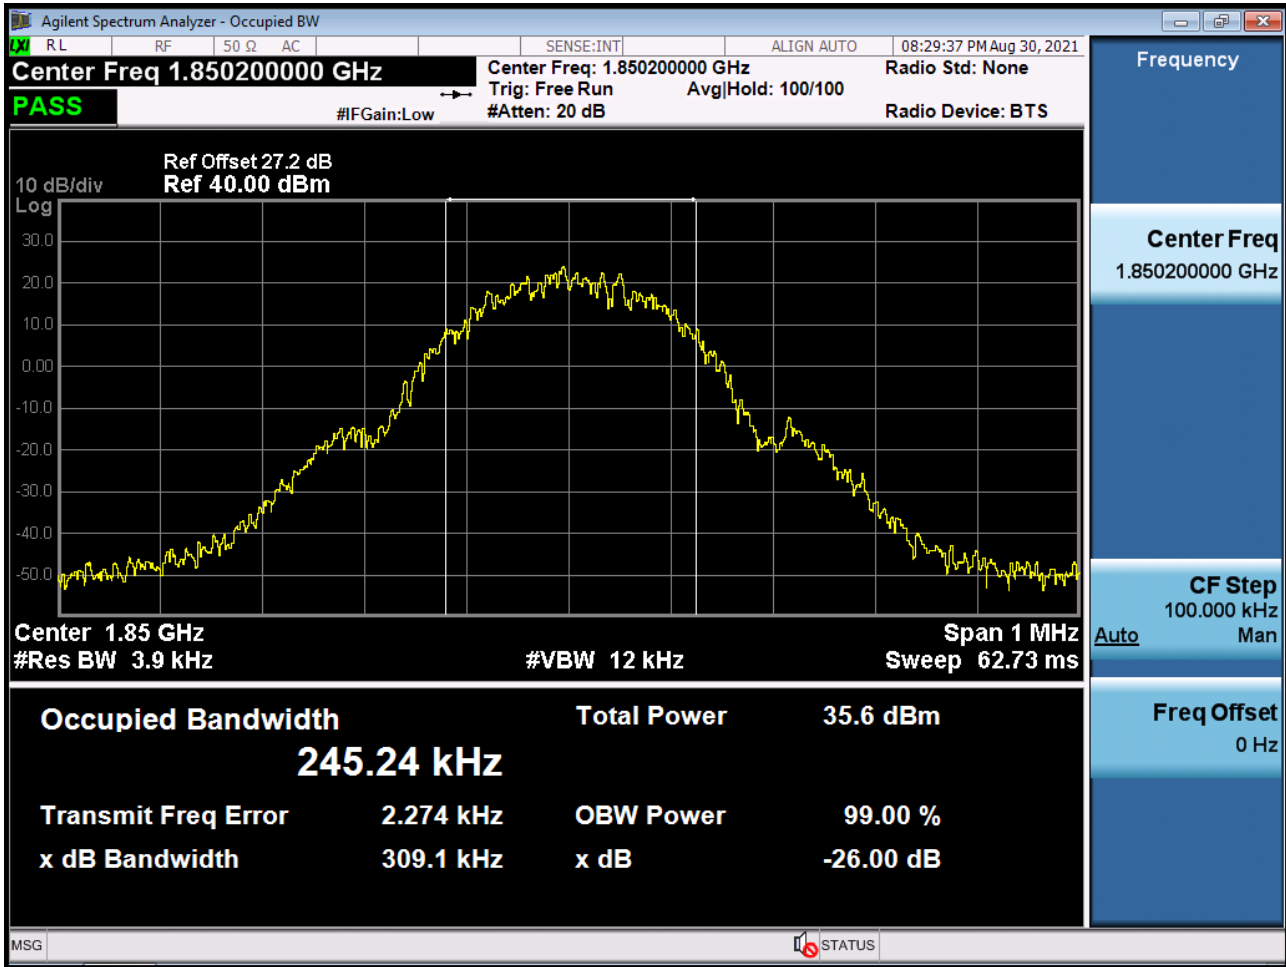 Agilent Spectrum Analyzer - Occupied BW
LXI RL RF 50 Ω AC SENSE:INT ALIGN AUTO 08:29:37 PM Aug 30, 2021
Center Freq 1.850200000 GHz
Center Freq: 1.850200000 GHz Radio Std: None
Trig: Free Run Avg|Hold: 100/100
PASS
#IFGain:Low #Atten: 20 dB Radio Device: BTS
Ref Offset 27.2 dB
10 dB/div Ref 40.00 dBm
Log
30.0
20.0
10.0
0.00
-10.0
-20.0
-30.0
-40.0
-50.0
Center 1.85 GHz Span 1 MHz
#Res BW 3.9 kHz #VBW 12 kHz Sweep 62.73 ms
Occupied Bandwidth Total Power 35.6 dBm
245.24 kHz
Transmit Freq Error 2.274 kHz OBW Power 99.00 %
x dB Bandwidth 309.1 kHz x dB -26.00 dB
MSG STATUS
Frequency
Center Freq
1.850200000 GHz
CF Step
100.000 kHz
Auto Man
Freq Offset
0 Hz